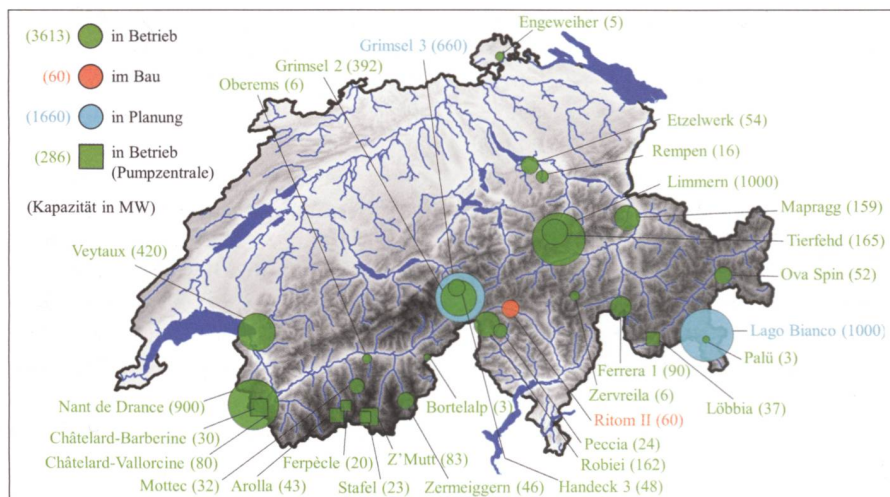 (3613) in Betrieb
(60) im Bau
(1660) in Planung
(286) in Betrieb
(Pumpzentrale)
(Kapazität in MW)
Engeweiher (5)
Grimsel 3 (660)
Grimsel 2 (392)
Oberems (6)
Etzelwerk (54)
Rempen (16)
Limmern (1000)
Mapragg (159)
Tierfehd (165)
Veytaux (420)
Ova Spin (52)
Lago Bianco (1000)
Palü (3)
Ferrera 1 (90)
Löbbia (37)
Zervreila (6)
Nant de Drance (900)
Bortelalp (3)
Ritom II (60)
Châtelard-Barberine (30)
Peccia (24)
Châtelard-Vallorcinc (80)
Ferpècle (20)
Z'Mutt (83)
Robiei (162)
Mottec (32)
Arolla (43)
Stafel (23)
Zermeiggern (46)
Handeck 3 (48)